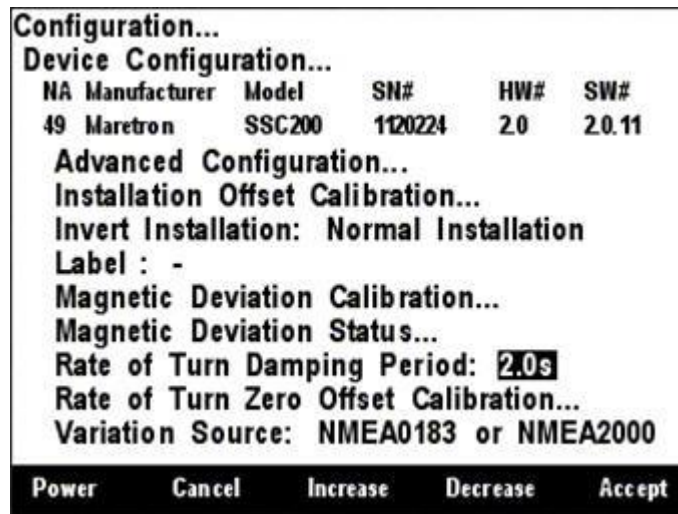 Configuration...
Device Configuration...
NA Manufacturer Model SN# HW# SW#
49 Maretron SSC200 1120224 2.0 2.0.11
Advanced Configuration...
Installation Offset Calibration...
Invert Installation: Normal Installation
Label : -
Magnetic Deviation Calibration...
Magnetic Deviation Status...
Rate of Turn Damping Period: 2.0s
Rate of Turn Zero Offset Calibration...
Variation Source: NMEA0183 or NMEA2000
Power Cancel Increase Decrease Accept